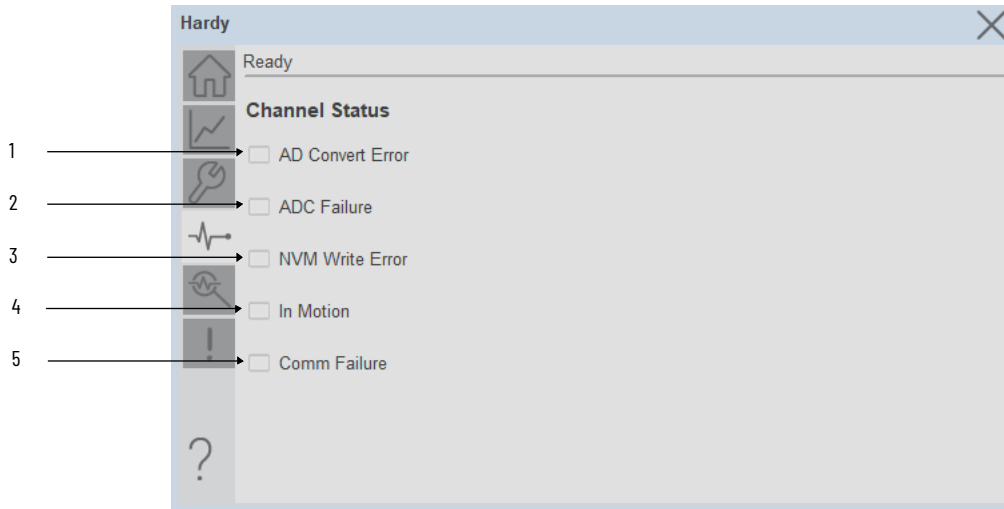 Hardy
Ready
Channel Status
1 AD Convert Error
2 ADC Failure
3 NVM Write Error
4 In Motion
5 Comm Failure
?